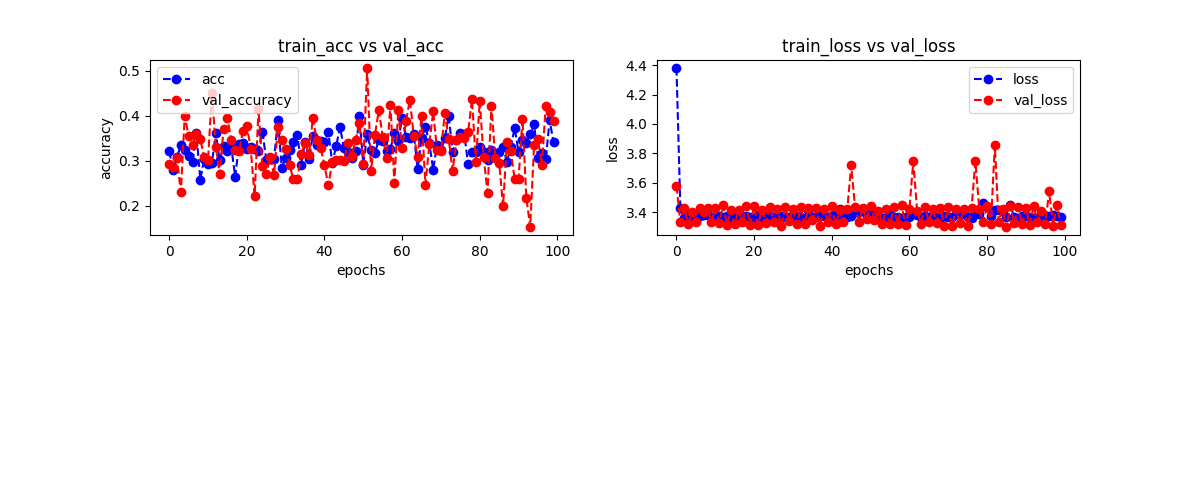 train_acc vs val_acc
acc
val_accuracy
accuracy
0.5
0.4
0.3
0.2
0 20 40 60 80 100
epochs
train_loss vs val_loss
loss
val_loss
loss
4.4
4.2
4.0
3.8
3.6
3.4
0 20 40 60 80 100
epochs